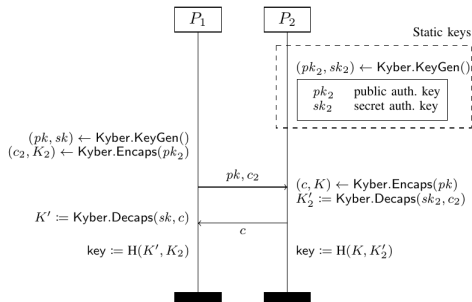 P₁
P₂
Static keys
(pk₂, sk₂) ← Kyber.KeyGen()
pk₂ public auth. key
sk₂ secret auth. key
(pk, sk) ← Kyber.KeyGen()
(c₂, K₂) ← Kyber.Encaps(pk₂)
pk, c₂
(c, K) ← Kyber.Encaps(pk)
K′₂ := Kyber.Decaps(sk₂, c₂)
K′ := Kyber.Decaps(sk, c)
c
key := H(K′, K₂)
key := H(K, K′₂)